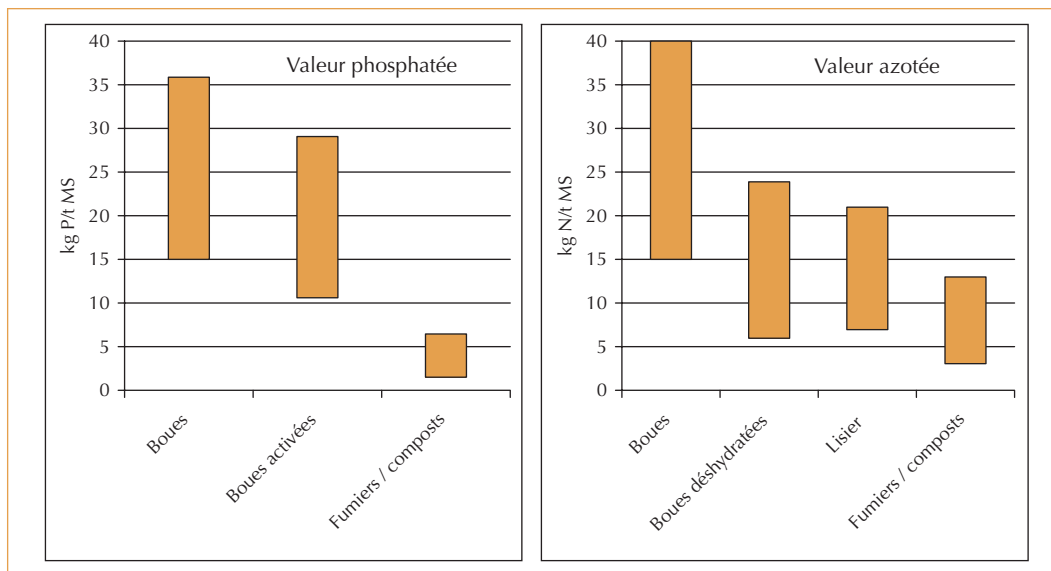 Valeur phosphatée
kg P/t MS
40
35
30
25
20
15
10
5
0
Boues
Boues activées
Fumiers / composts
Valeur azotée
kg N/t MS
40
35
30
25
20
15
10
5
0
Boues
Boues déshydratées
Lisier
Fumiers / composts